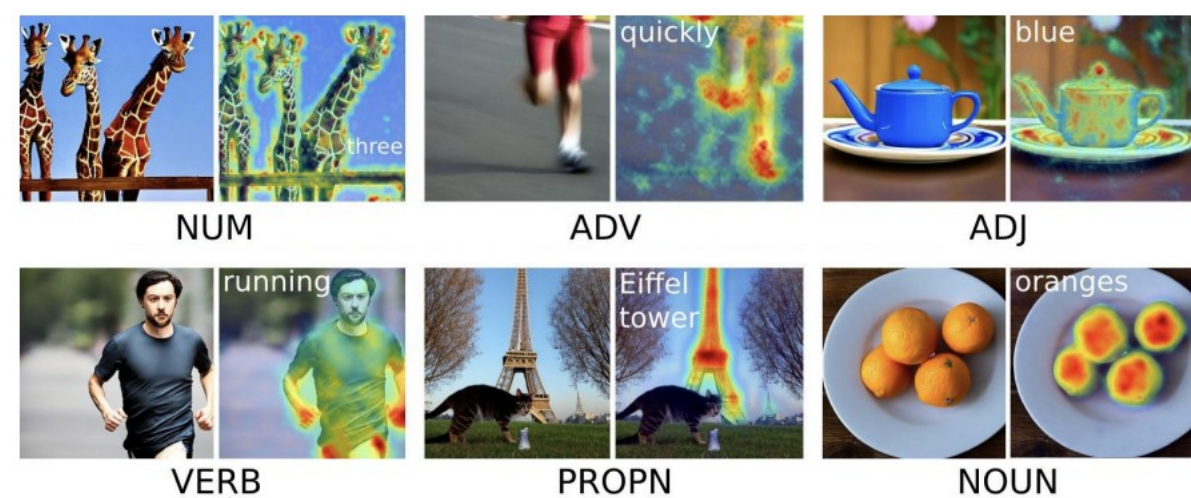 three
quickly
blue
NUM
ADV
ADJ
running
Eiffel
tower
oranges
VERB
PROPN
NOUN